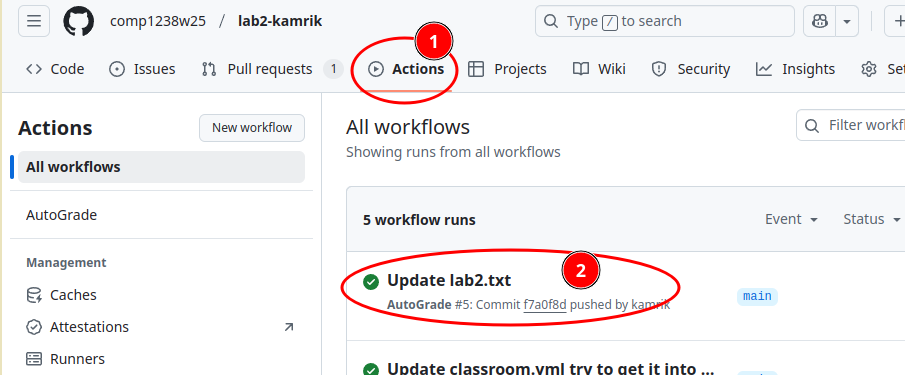 comp1238w25 / lab2-kamrik
Type / to search
1
Code
Issues
Pull requests 1
Actions
Projects
Wiki
Security
Insights
Actions
New workflow
All workflows
AutoGrade
Management
Caches
Attestations
Runners
All workflows
Showing runs from all workflows
5 workflow runs
Event
Status
2
Update lab2.txt
AutoGrade #5: Commit f7a0f8d pushed by kamrik
main
Update classroom.yml try to get it into ...